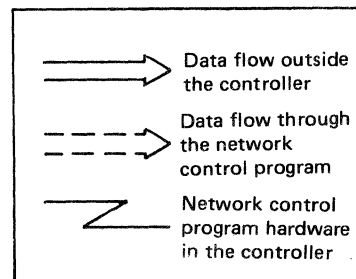 Data flow outside
the controller
Data flow through
the network
control program
Network control
program hardware
in the controller